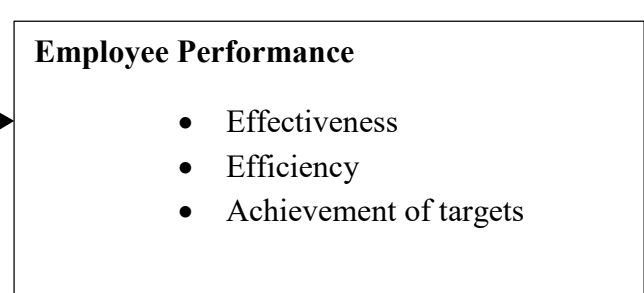 Employee Performance
• Effectiveness
• Efficiency
• Achievement of targets